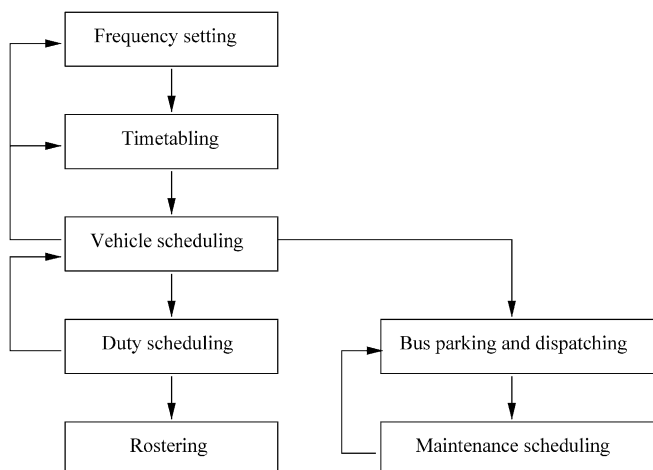 Frequency setting
Timetabling
Vehicle scheduling
Duty scheduling
Bus parking and dispatching
Rostering
Maintenance scheduling